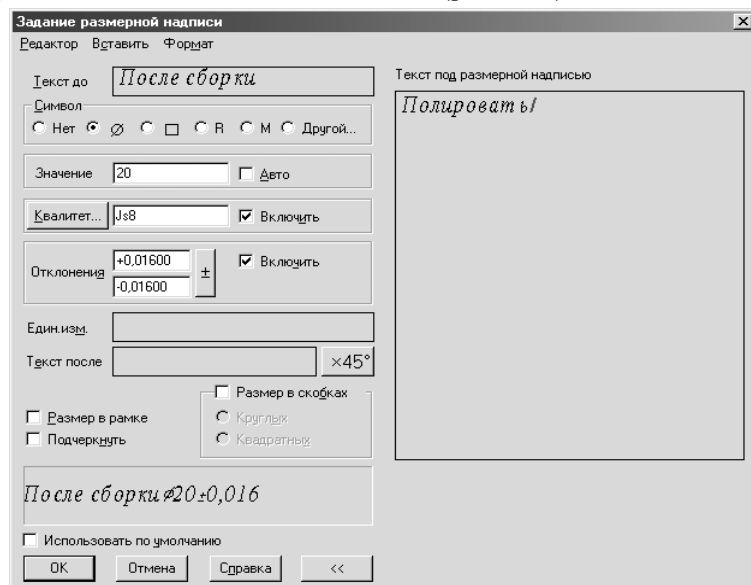 Задание размерной надписи
Редактор Вставить Формат
Текст до После сборки
Символ
Нет ⌀ □ R M Другой...
Значение 20 Авто
Квалитет... Js8 Включить
Отклонения +0,01600 ± Включить
-0,01600
Един.изм.
Текст после ×45°
Размер в скобках
Размер в рамке Круглых
Подчеркнуть Квадратных
После сборки⌀20±0,016
Использовать по умолчанию
OK Отмена Справка <<
Текст под размерной надписью
Полировать/